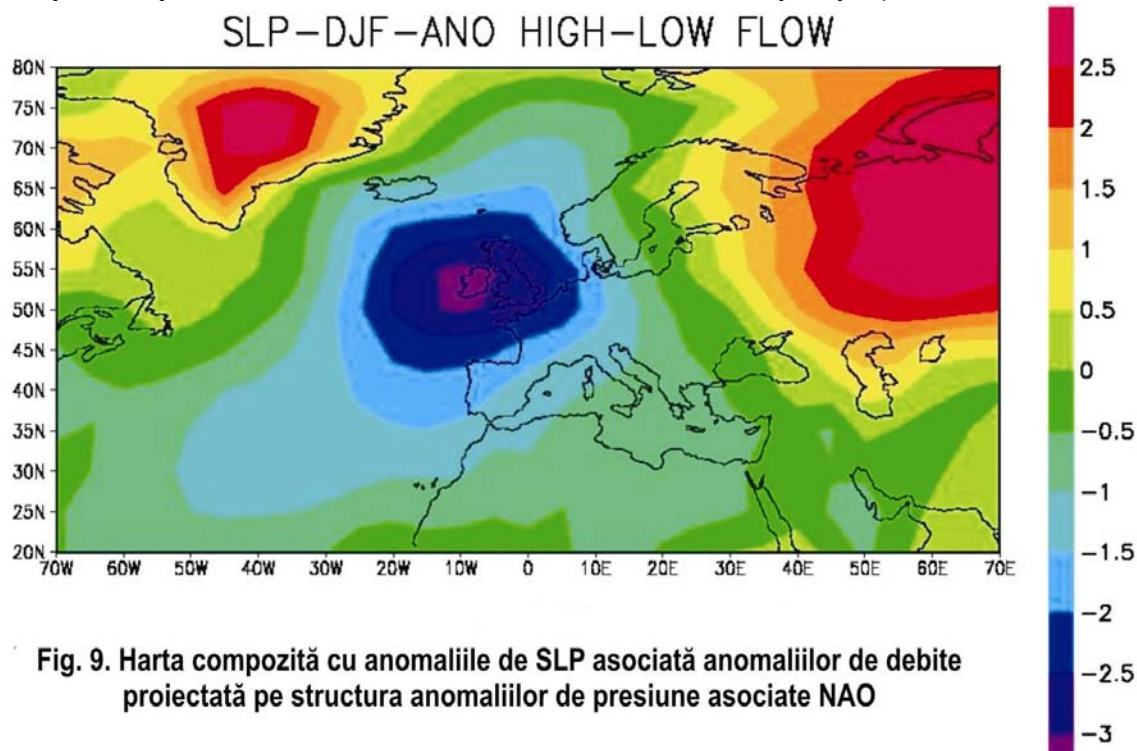 SLP-DJF-ANO HIGH-LOW FLOW
80N
75N
70N
65N
60N
55N
50N
45N
40N
35N
30N
25N
20N
70W 60W 50W 40W 30W 20W 10W 0 10E 20E 30E 40E 50E 60E 70E
2.5
2
1.5
1
0.5
0
-0.5
-1
-1.5
-2
-2.5
-3
Fig. 9. Harta compozită cu anomaliile de SLP asociată anomaliilor de debite
proiectată pe structura anomaliilor de presiune asociate NAO